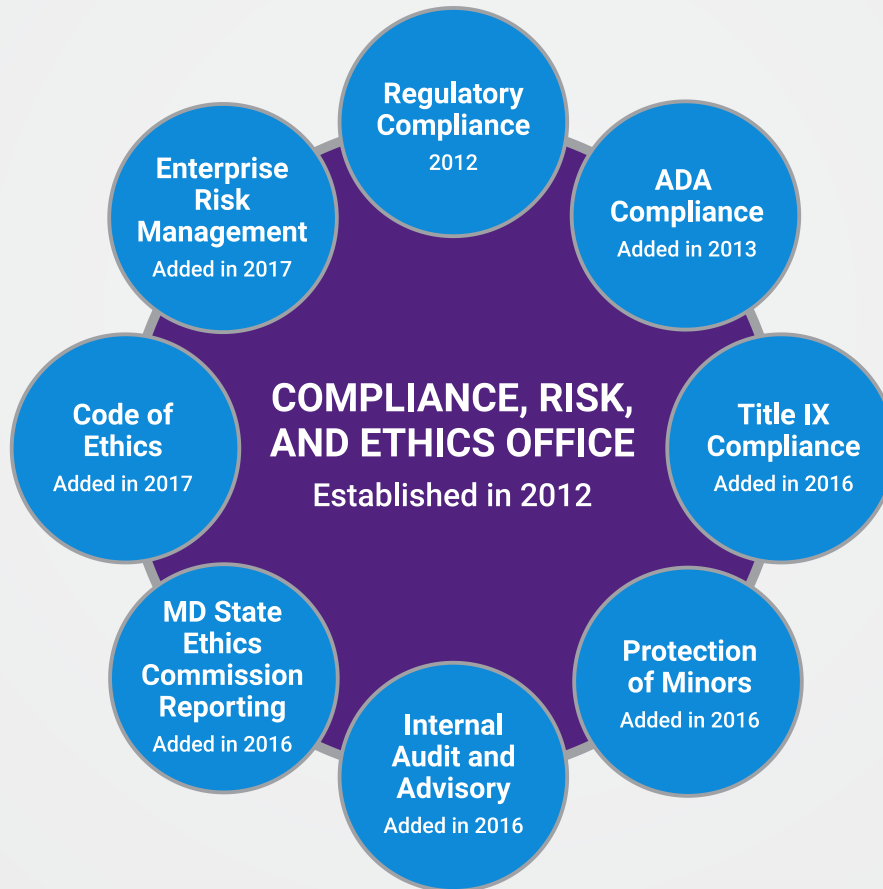 Regulatory
Compliance
2012
ADA
Compliance
Added in 2013
Title IX
Compliance
Added in 2016
Protection
of Minors
Added in 2016
Internal
Audit and
Advisory
Added in 2016
MD State
Ethics
Commission
Reporting
Added in 2016
Code of
Ethics
Added in 2017
Enterprise
Risk
Management
Added in 2017
COMPLIANCE, RISK,
AND ETHICS OFFICE
Established in 2012